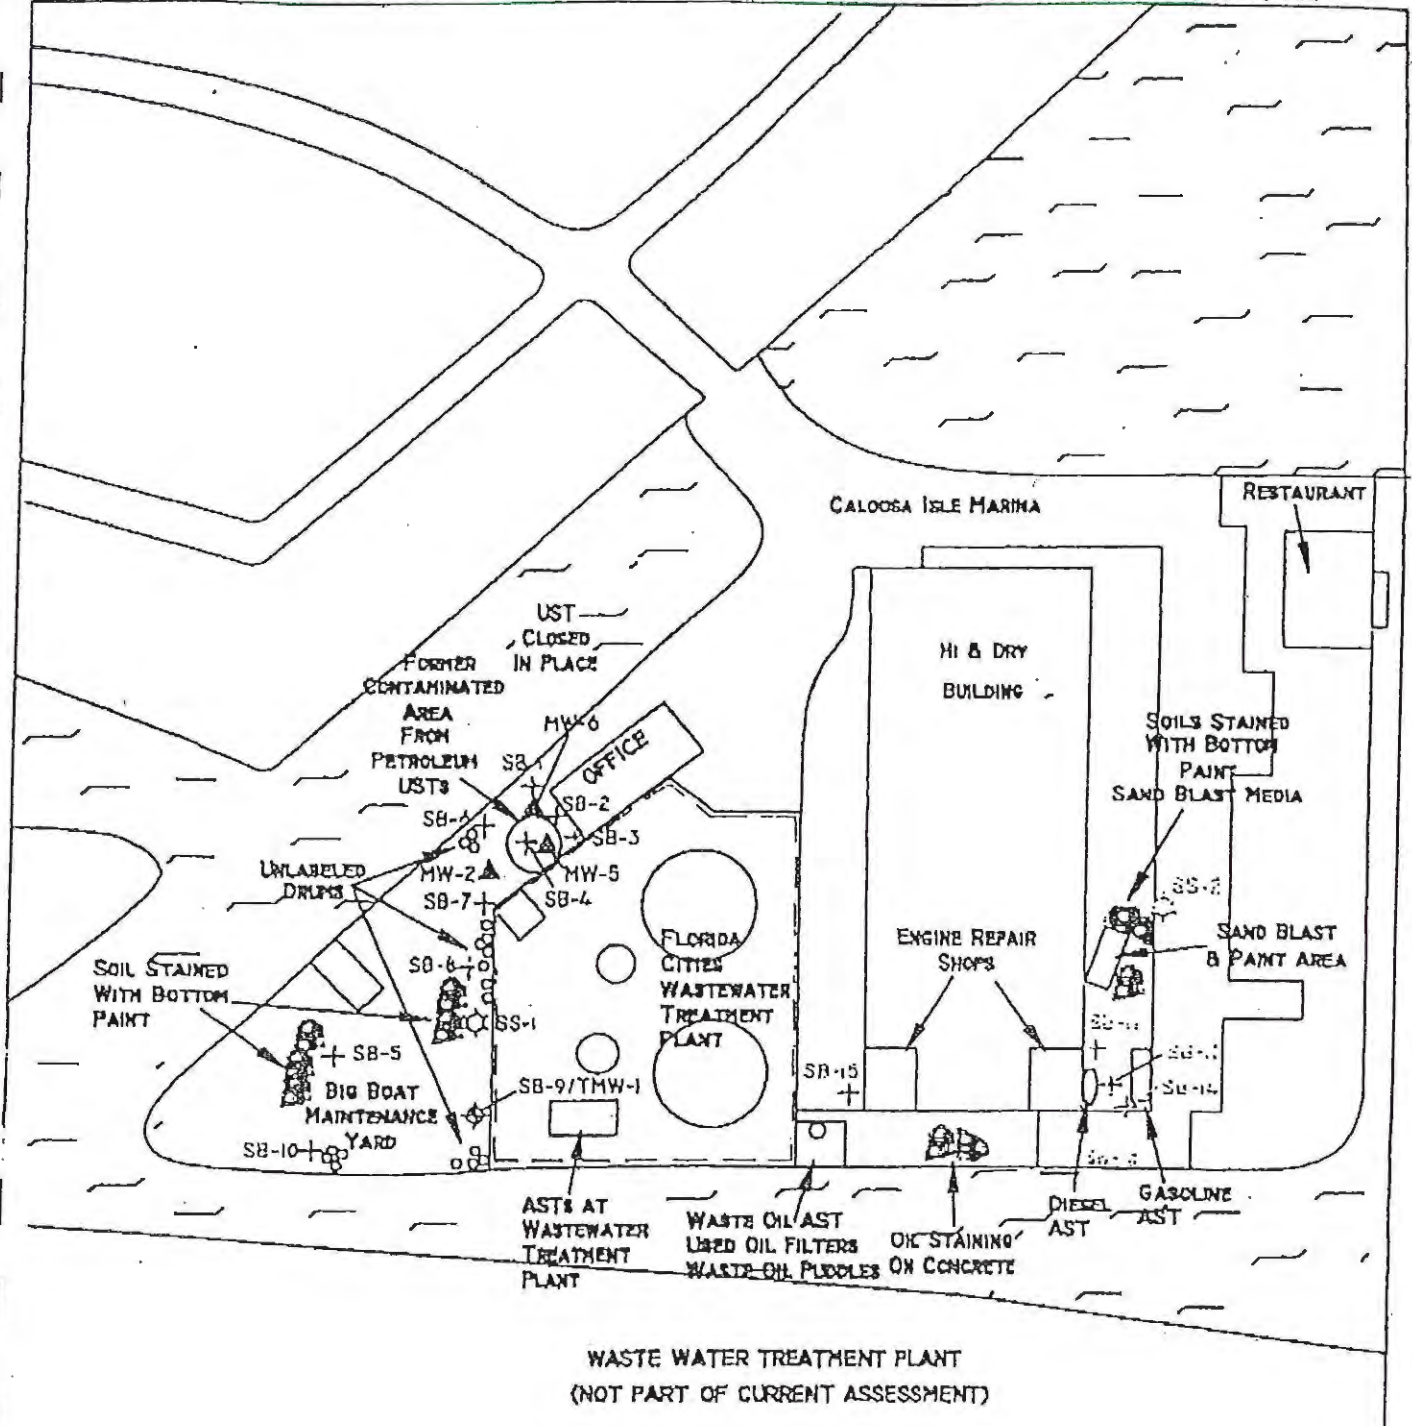 CALOOSA ISLE MARINA
RESTAURANT
UST
CLOSED
IN PLACE
FORMER
CONTAMINATED
AREA
FROM
PETROLEUM
USTS
MW-6
OFFICE
HI & DRY
BUILDING
SOILS STAINED
WITH BOTTOM
PAINT
SAND BLAST MEDIA
SB-2
SB-3
MW-2
MW-5
SB-4
SB-7
UNLABELED
DRUMS
SS-2
FLORIDA
CITIES
WASTEWATER
TREATMENT
PLANT
ENGINE REPAIR
SHOPS
SAND BLAST
& PAINT AREA
SOIL STAINED
WITH BOTTOM
PAINT
SS-1
SB-5
BIG BOAT
MAINTENANCE
YARD
SB-9/TMW-1
SB-10
SB-15
SB-14
ASTS AT
WASTEWATER
TREATMENT
PLANT
WASTE OIL AST
USED OIL FILTERS
WASTE OIL PUDDLES
OIL STAINING
ON CONCRETE
DIESEL
AST
GASOLINE
AST
WASTE WATER TREATMENT PLANT
(NOT PART OF CURRENT ASSESSMENT)